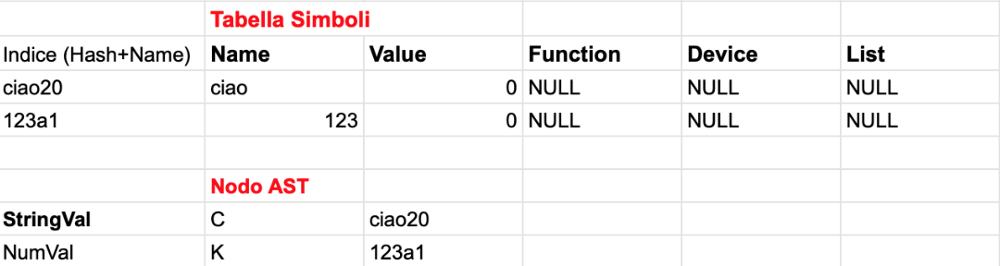 Tabella Simboli
Indice (Hash+Name) Name Value Function Device List
ciao20 ciao 0 NULL NULL NULL
123a1 123 0 NULL NULL NULL
Nodo AST
StringVal C ciao20
NumVal K 123a1